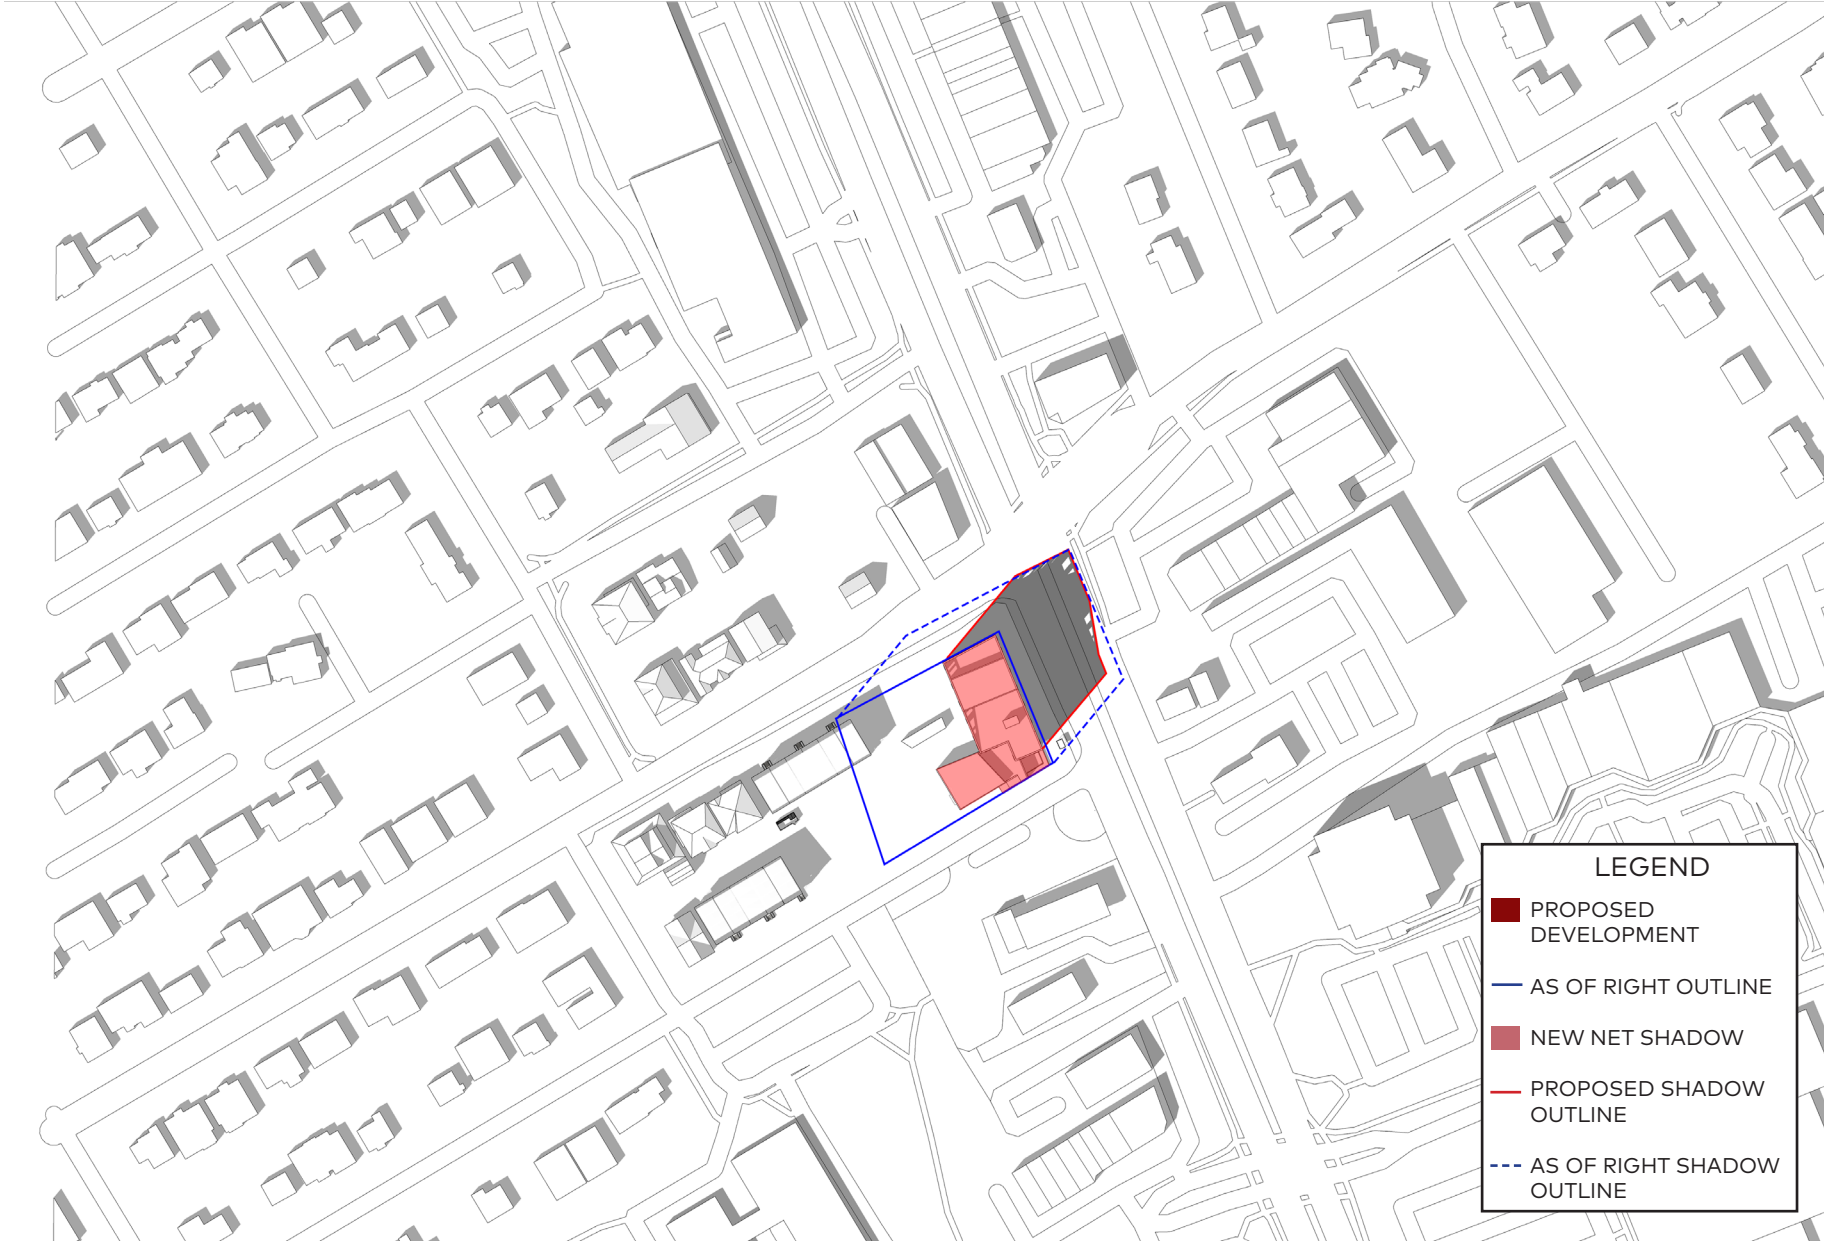 LEGEND
PROPOSED
DEVELOPMENT
AS OF RIGHT OUTLINE
NEW NET SHADOW
PROPOSED SHADOW
OUTLINE
AS OF RIGHT SHADOW
OUTLINE